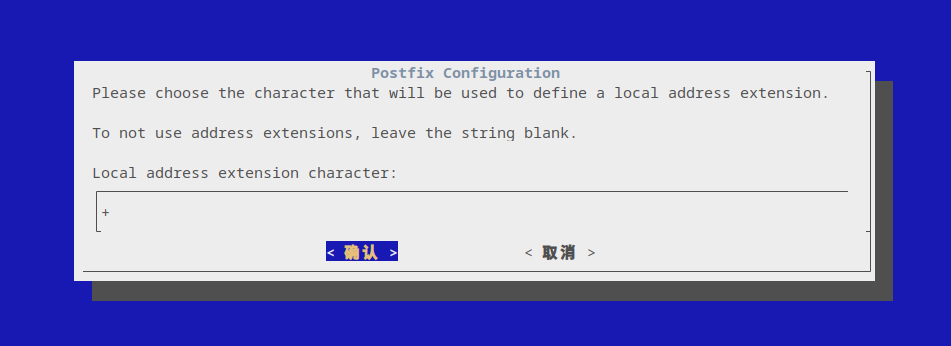 Postfix Configuration
Please choose the character that will be used to define a local address extension.
To not use address extensions, leave the string blank.
Local address extension character:
+
< 确认 > < 取消 >